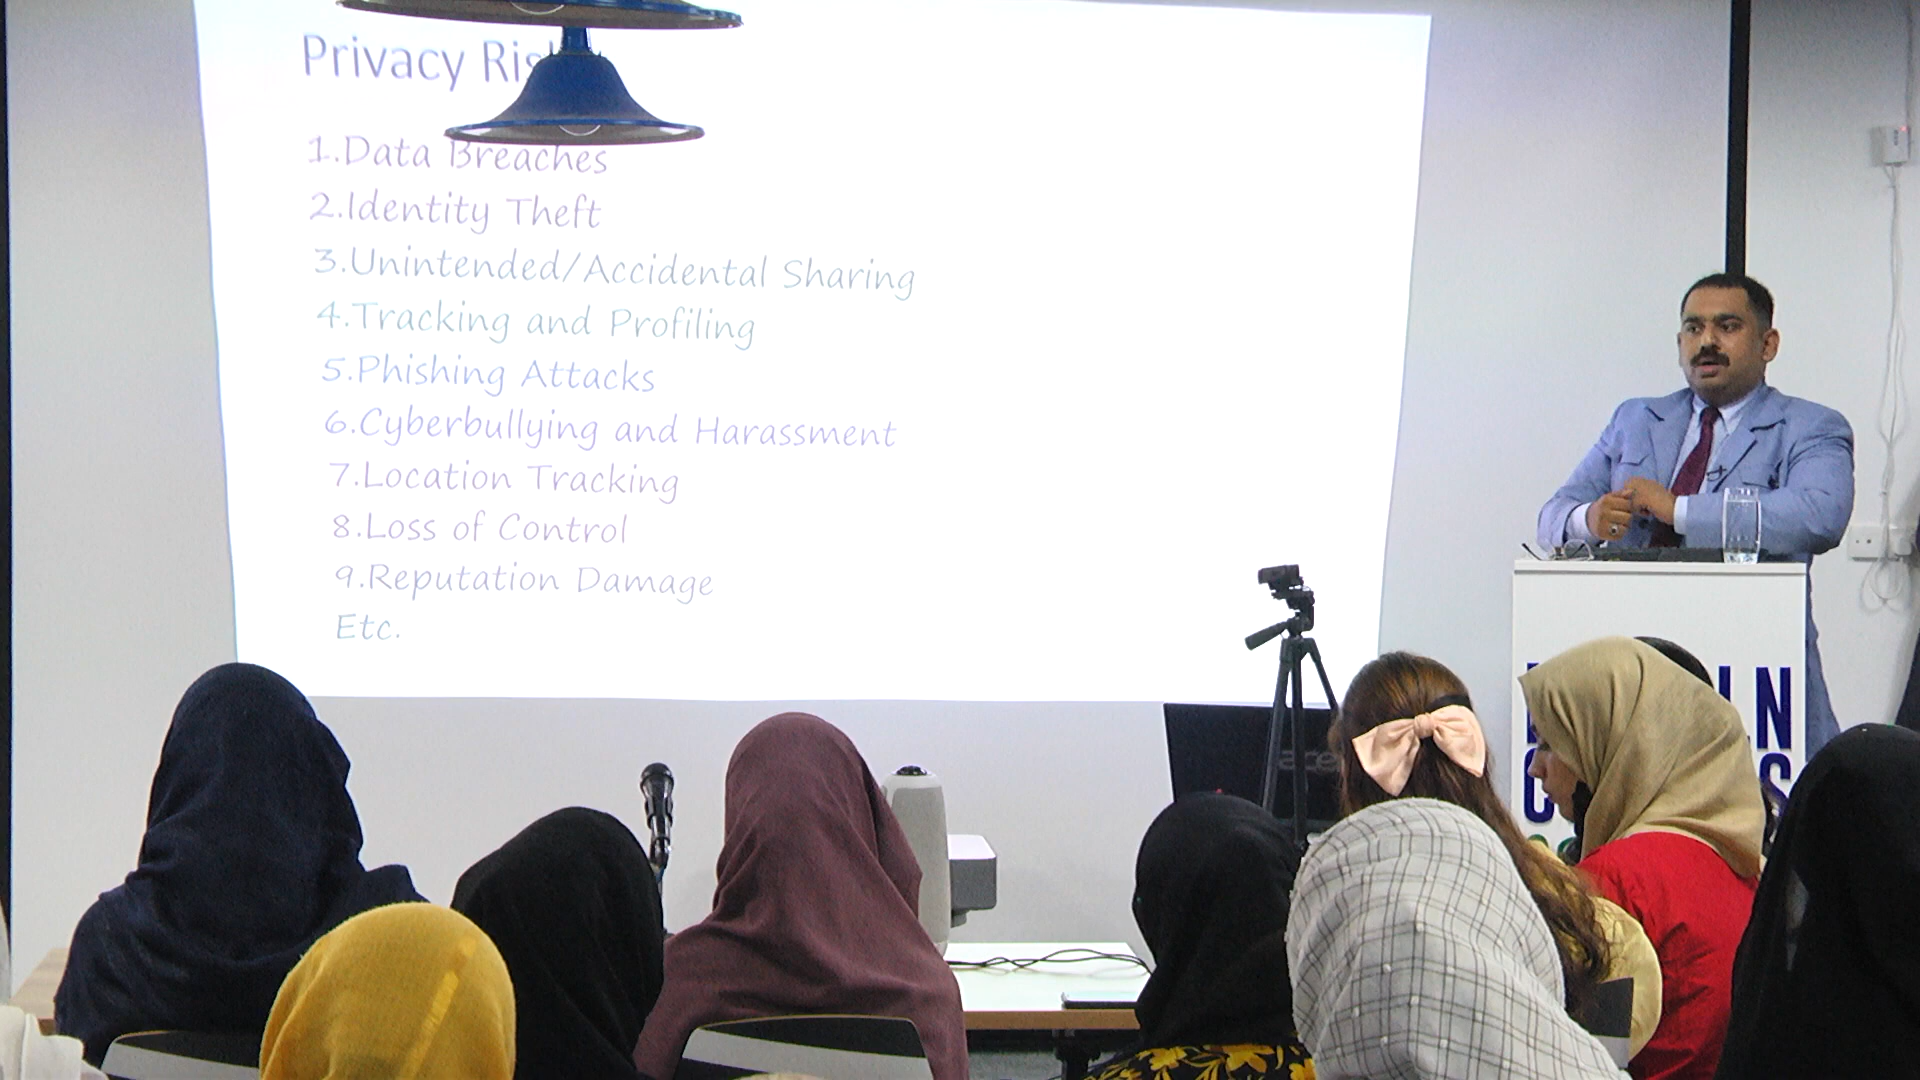 Privacy
1.Data Breaches
2.Identity Theft
3.Unintended/Accidental Sharing
4.Tracking and Profiling
5.Phishing Attacks
6.Cyberbullying and Harassment
7.Location Tracking
8.Loss of Control
9.Reputation Damage
Etc.
acer